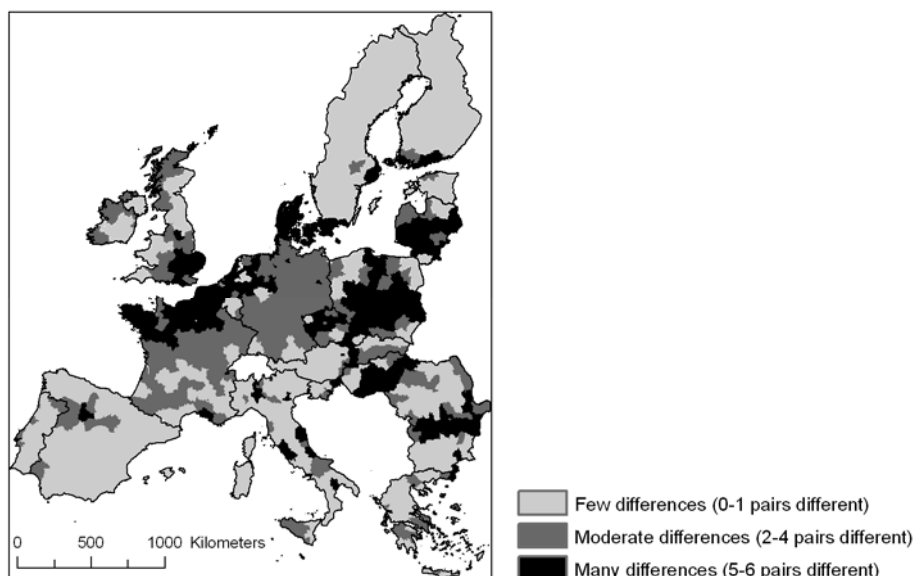 0 500 1000 Kilometers
Few differences (0-1 pairs different)
Moderate differences (2-4 pairs different)
Many differences (5-6 pairs different)